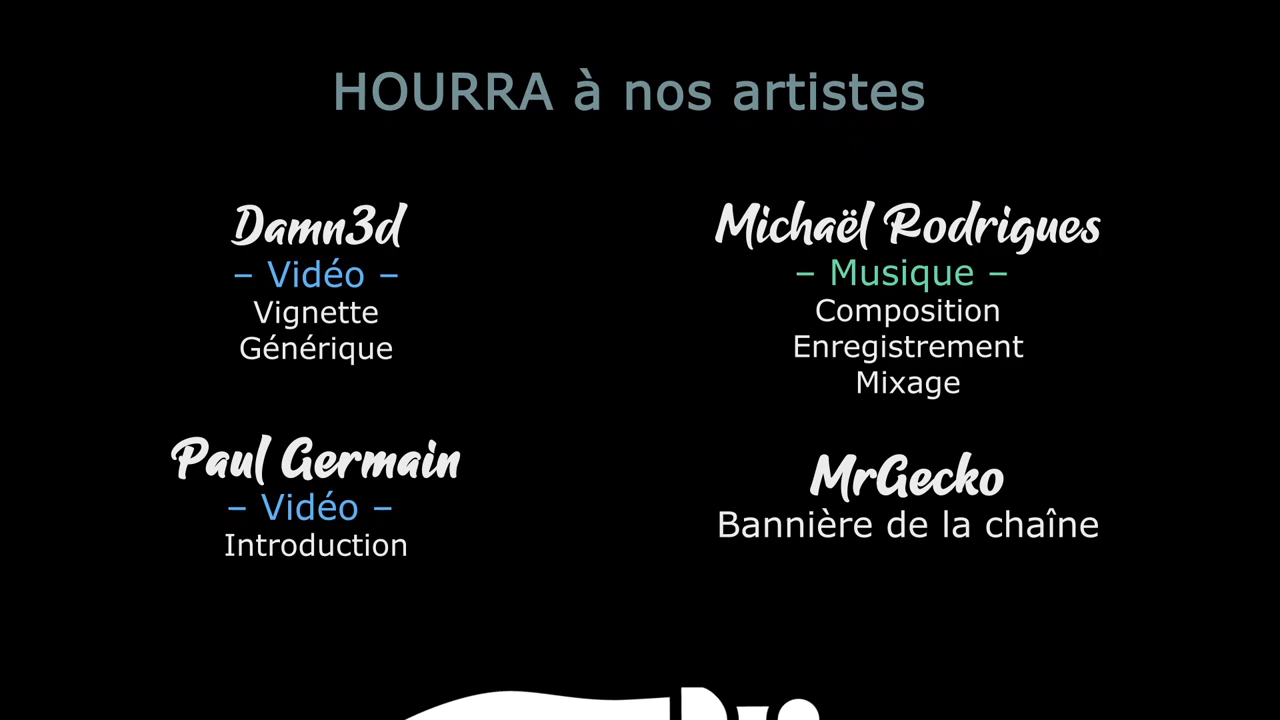 HOURRA à nos artistes
Damn3d
– Vidéo –
Vignette
Générique
Michaël Rodrigues
– Musique –
Composition
Enregistrement
Mixage
Paul Germain
– Vidéo –
Introduction
MrGecko
Bannière de la chaîne